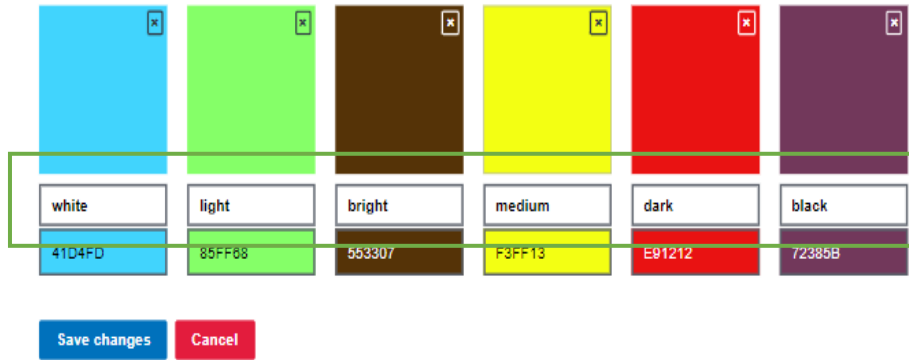 white light bright medium dark black
41D4FD 85FF68 553307 F3FF13 E91212 72385B
Save changes Cancel